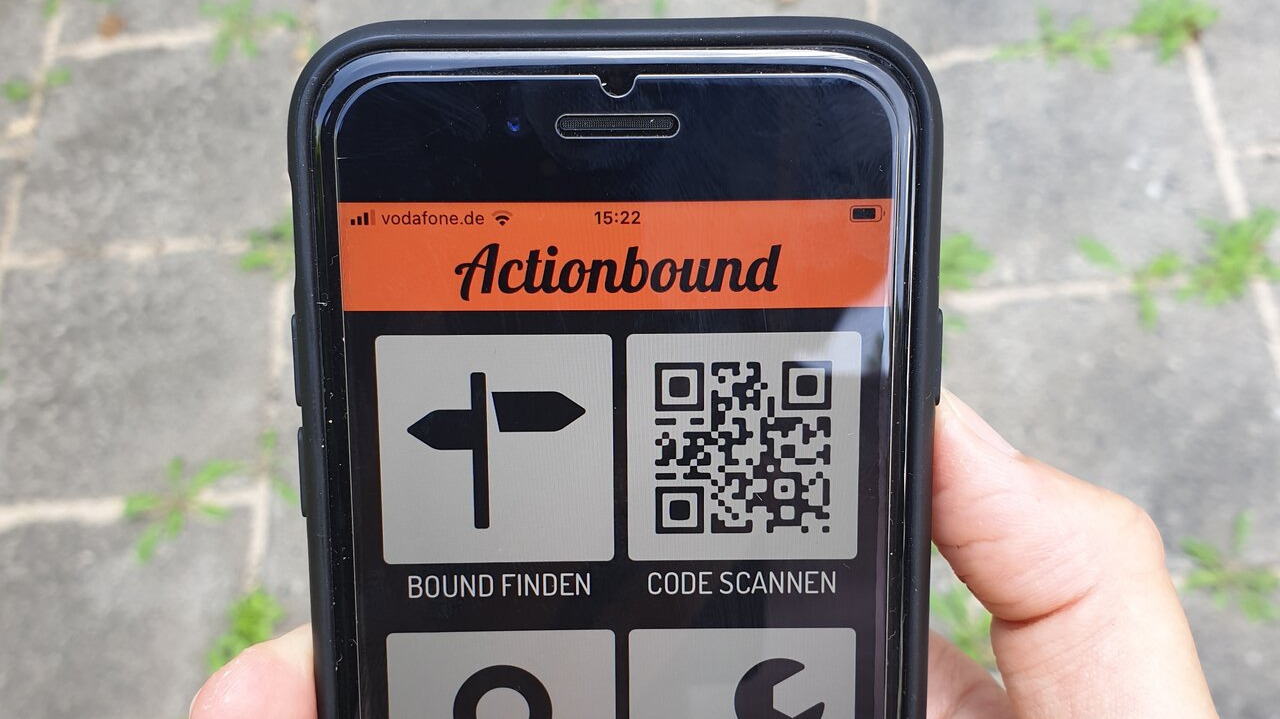 vodafone.de 15:22
Actionbound
BOUND FINDEN CODE SCANNEN